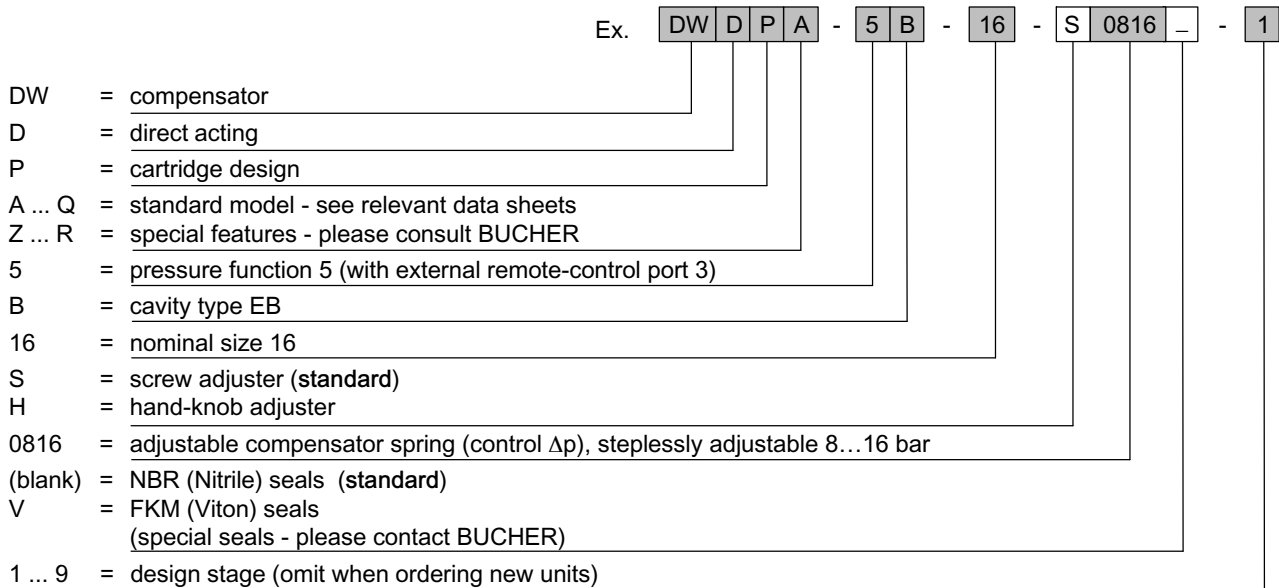 Ex. DW D P A - 5 B - 16 - S 0816 _ - 1
DW = compensator
D = direct acting
P = cartridge design
A ... Q = standard model - see relevant data sheets
Z ... R = special features - please consult BUCHER
5 = pressure function 5 (with external remote-control port 3)
B = cavity type EB
16 = nominal size 16
S = screw adjuster (standard)
H = hand-knob adjuster
0816 = adjustable compensator spring (control Δp), steplessly adjustable 8…16 bar
(blank) = NBR (Nitrile) seals (standard)
V = FKM (Viton) seals
(special seals - please contact BUCHER)
1 ... 9 = design stage (omit when ordering new units)